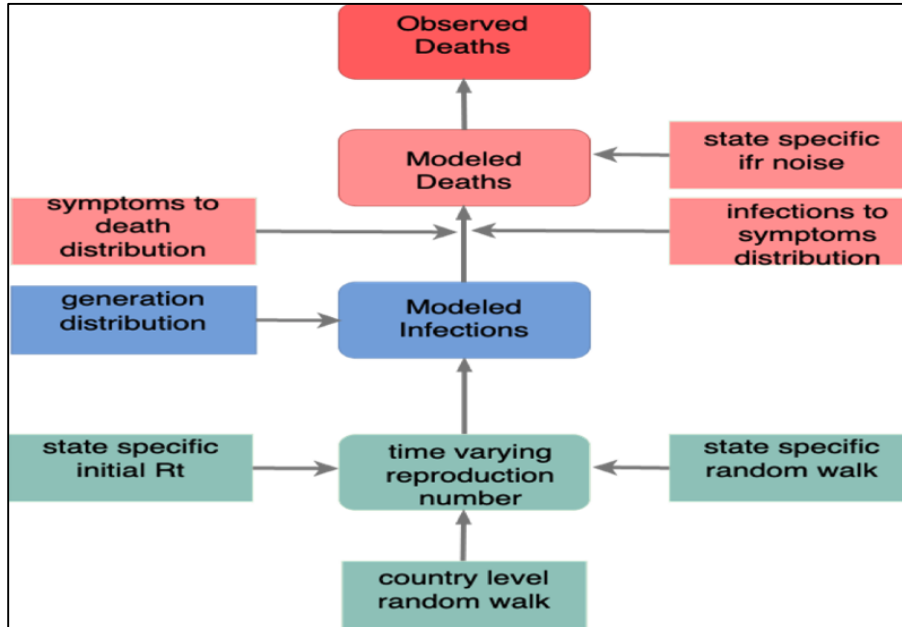 Observed
Deaths
Modeled
Deaths
state specific
ifr noise
symptoms to
death
distribution
infections to
symptoms
distribution
generation
distribution
Modeled
Infections
state specific
initial Rt
time varying
reproduction
number
state specific
random walk
country level
random walk